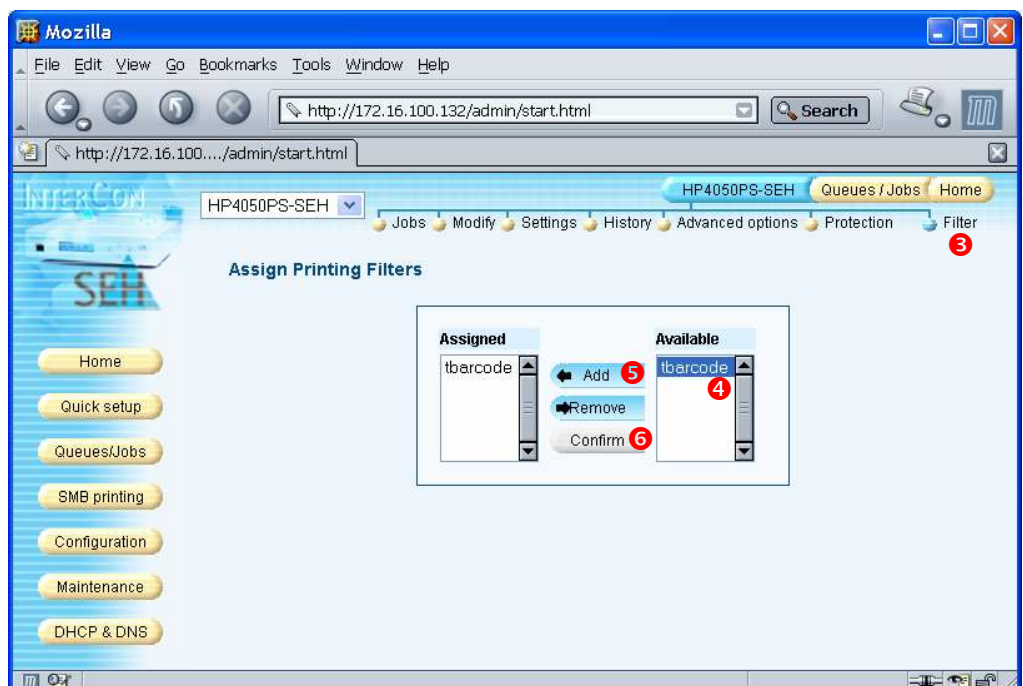 Mozilla
File Edit View Go Bookmarks Tools Window Help
http://172.16.100.132/admin/start.html Search
http://172.16.100..../admin/start.html
INTERCON
SEH
HP4050PS-SEH
HP4050PS-SEH Queues / Jobs Home
Jobs Modify Settings History Advanced options Protection Filter
3
Assign Printing Filters
Assigned Available
tbarcode Add 5 tbarcode
4
Remove
Confirm 6
Home
Quick setup
Queues/Jobs
SMB printing
Configuration
Maintenance
DHCP & DNS